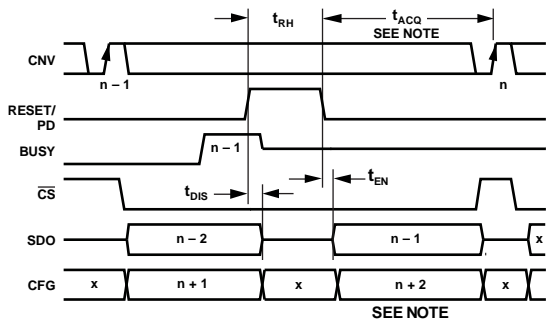 tRH
tACQ
SEE NOTE
CNV
n – 1
n
RESET/
PD
BUSY
n – 1
CS
tDIS
tEN
SDO
n – 2
n – 1
x
CFG
x
n + 1
x
n + 2
x
SEE NOTE